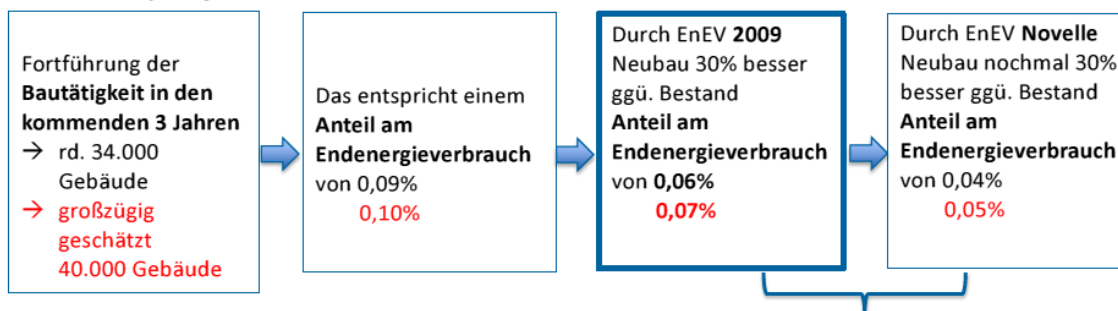 Fortführung der
Bautätigkeit in den
kommenden 3 Jahren
→ rd. 34.000
Gebäude
→ großzügig
geschätzt
40.000 Gebäude
Das entspricht einem
Anteil am
Endenergieverbrauch
von 0,09%
0,10%
Durch EnEV 2009
Neubau 30% besser
ggü. Bestand
Anteil am
Endenergieverbrauch
von 0,06%
0,07%
Durch EnEV Novelle
Neubau nochmal 30%
besser ggü. Bestand
Anteil am
Endenergieverbrauch
von 0,04%
0,05%